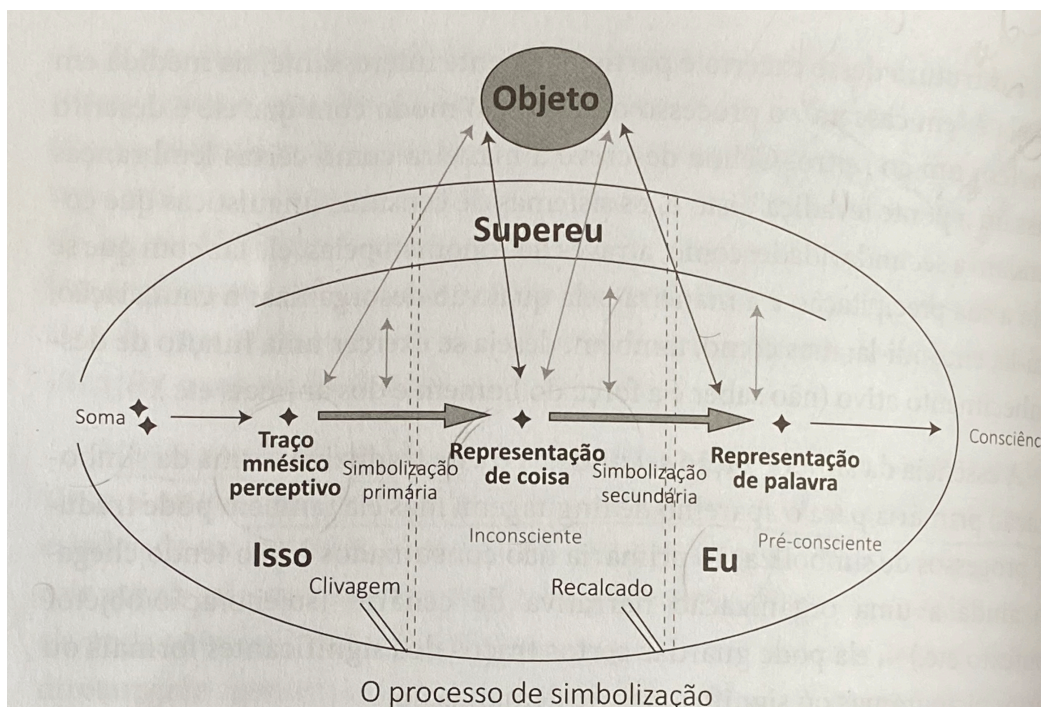 Objeto
Supereu
Soma
Traço
mnésico
perceptivo
Simbolização
primária
Representação
de coisa
Simbolização
secundária
Representação
de palavra
Consciênc
Inconsciente
Pré-consciente
Isso
Eu
Clivagem
Recalcado
O processo de simbolização